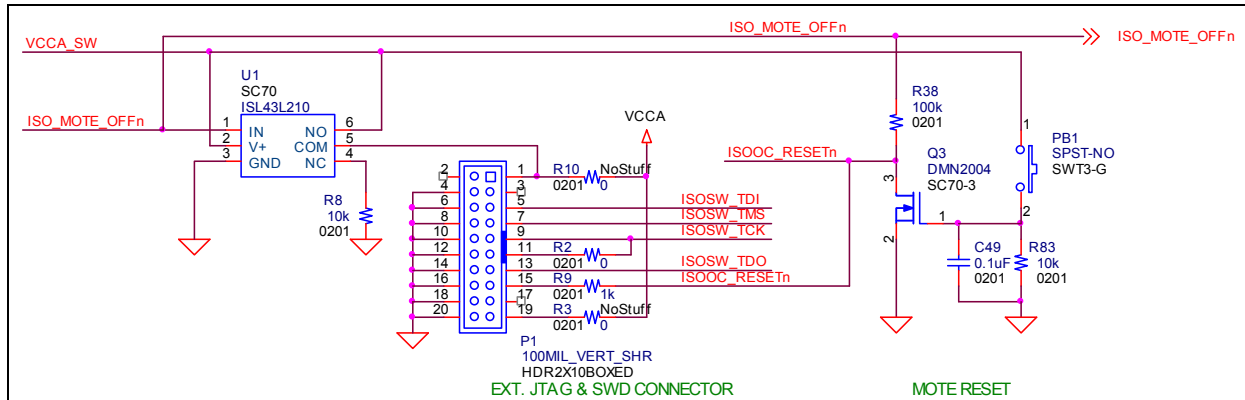 ISO_MOTE_OFFn
ISO_MOTE_OFFn
VCCA_SW
U1
SC70
ISL43L210
ISO_MOTE_OFFn
1 IN NO 6
2 V+ COM 5
3 GND NC 4
R8
10k
0201
VCCA
2 1 R10 NoStuff
0201 0
4 3
6 5 ISOSW_TDI
8 7 ISOSW_TMS
10 9 ISOSW_TCK
12 11 R2
0201 0
14 13 ISOSW_TDO
16 15 R9 ISOOC_RESETn
0201 1k
18 17
20 19 R3 NoStuff
0201 0
P1
100MIL_VERT_SHR
HDR2X10BOXED
EXT. JTAG & SWD CONNECTOR
R38
100k
0201
ISOOC_RESETn
Q3
DMN2004
SC70-3
3
1
2
1
PB1
SPST-NO
SWT3-G
2
C49
0.1uF
0201
R83
10k
0201
MOTE RESET